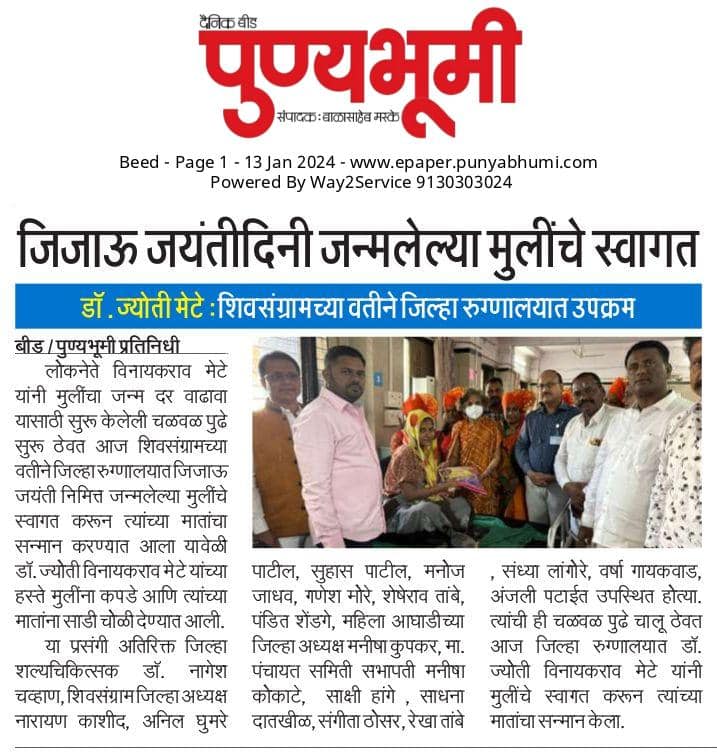 दैनिक बीड
पुण्यभूमी
संपादक : बाळासाहेब मस्के
Beed - Page 1 - 13 Jan 2024 - www.epaper.punyabhumi.com
Powered By Way2Service 9130303024
जिजाऊ जयंतीदिनी जन्मलेल्या मुलींचे स्वागत
डॉ . ज्योती मेटे : शिवसंग्रामच्या वतीने जिल्हा रुग्णालयात उपक्रम
बीड / पुण्यभूमी प्रतिनिधी
लोकनेते विनायकराव मेटे
यांनी मुलींचा जन्म दर वाढावा
यासाठी सुरू केलेली चळवळ पुढे
सुरू ठेवत आज शिवसंग्रामच्या
वतीने जिल्हा रुग्णालयात जिजाऊ
जयंती निमित्त जन्मलेल्या मुलींचे
स्वागत करून त्यांच्या मातांचा
सन्मान करण्यात आला यावेळी
डॉ. ज्योती विनायकराव मेटे यांच्या
हस्ते मुलींना कपडे आणि त्यांच्या
मातांना साडी चोळी देण्यात आली.
या प्रसंगी अतिरिक्त जिल्हा
शल्यचिकित्सक डॉ. नागेश
चव्हाण, शिवसंग्राम जिल्हा अध्यक्ष
नारायण काशीद, अनिल घुमरे
पाटील, सुहास पाटील, मनोज
जाधव, गणेश मोरे, शेषेराव तांबे,
पंडित शेंडगे, महिला आघाडीच्या
जिल्हा अध्यक्ष मनीषा कुपकर, मा.
पंचायत समिती सभापती मनीषा
कोकाटे, साक्षी हांगे , साधना
दातखीळ, संगीता ठोसर, रेखा तांबे
, संध्या लांगोरे, वर्षा गायकवाड,
अंजली पटाईत उपस्थित होत्या.
त्यांची ही चळवळ पुढे चालू ठेवत
आज जिल्हा रुग्णालयात डॉ.
ज्योती विनायकराव मेटे यांनी
मुलींचे स्वागत करून त्यांच्या
मातांचा सन्मान केला.